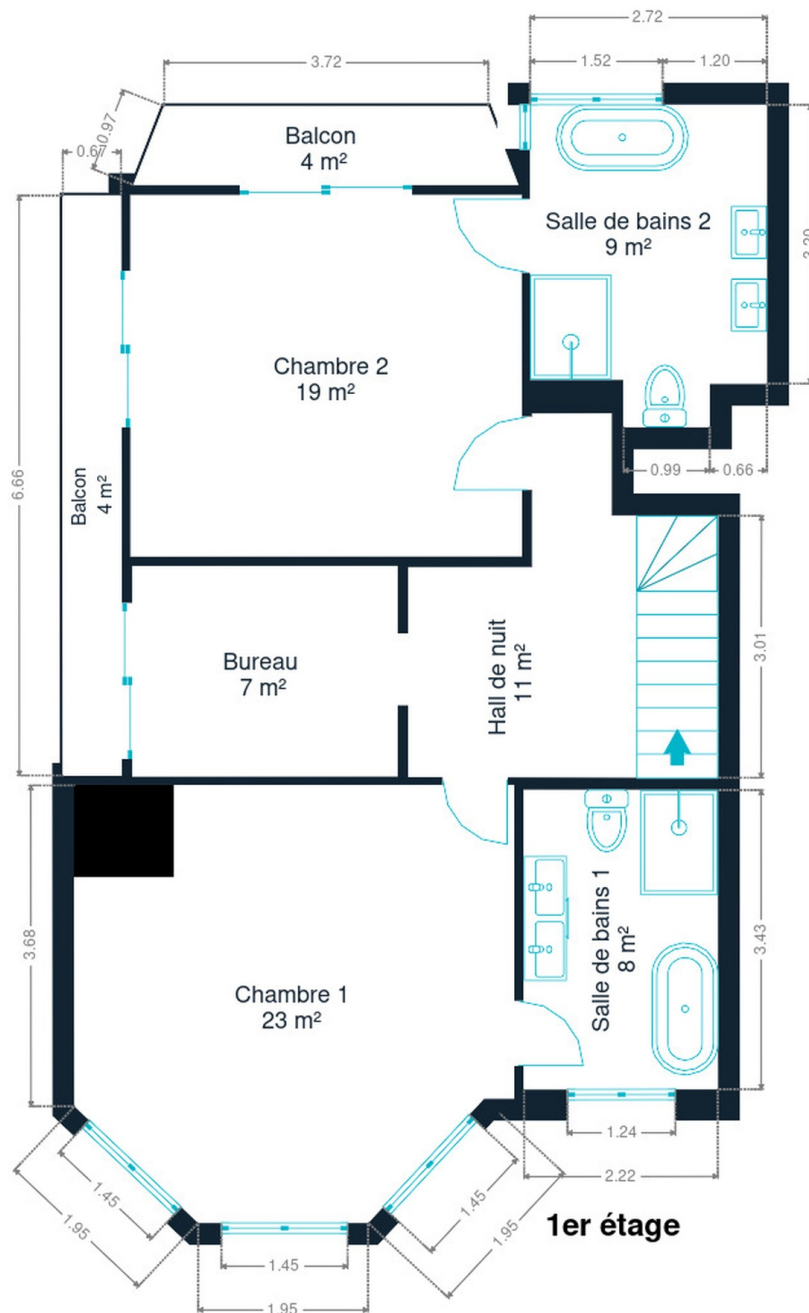 2.72
3.72
1.52
1.20
0.97
0.67
Balcon
4 m²
Salle de bains 2
9 m²
Chambre 2
19 m²
6.66
Balcon
4 m²
0.99
0.66
Bureau
7 m²
Hall de nuit
11 m²
3.01
3.68
Chambre 1
23 m²
Salle de bains 1
8 m²
3.43
1.24
2.22
1.45
1.95
1.45
1.95
1.45
1.95
1er étage